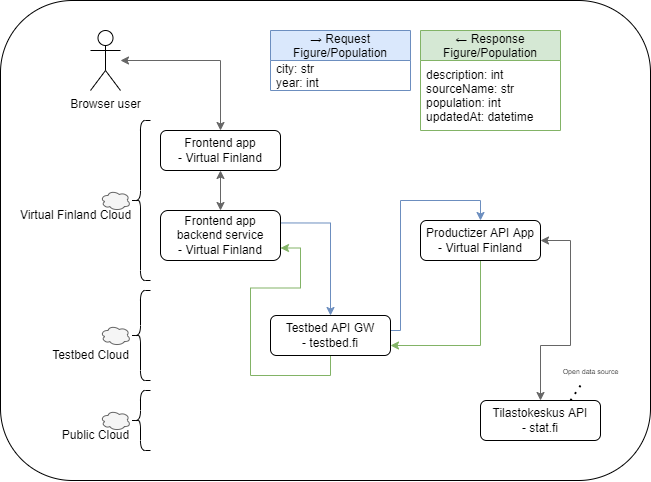 → Request
Figure/Population
city: str
year: int
← Response
Figure/Population
description: int
sourceName: str
population: int
updatedAt: datetime
Browser user
Frontend app
- Virtual Finland
Virtual Finland Cloud
Frontend app
backend service
- Virtual Finland
Productizer API App
- Virtual Finland
Testbed API GW
- testbed.fi
Testbed Cloud
Open data source
Tilastokeskus API
- stat.fi
Public Cloud